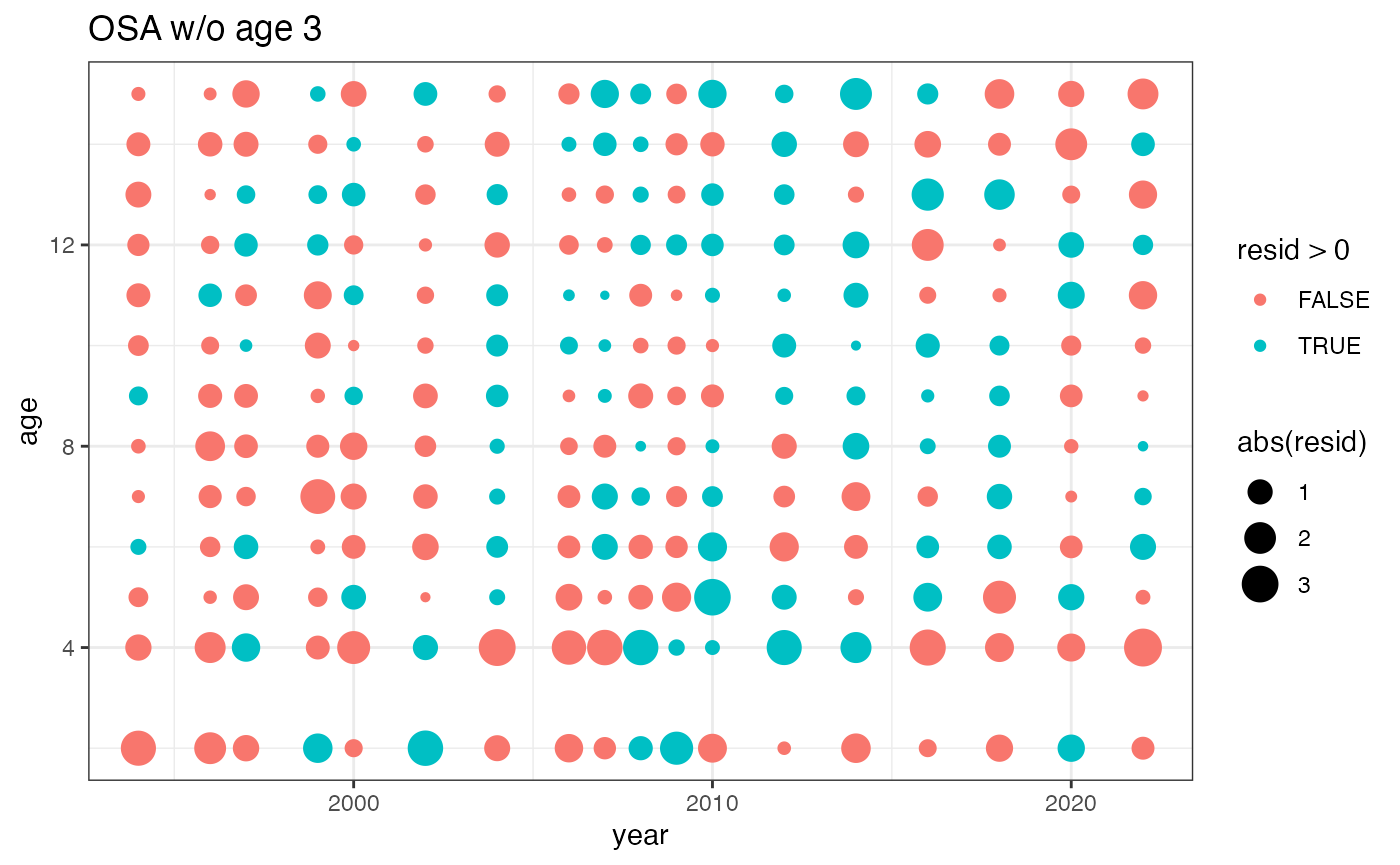 OSA w/o age 3
age
12
8
4
2000
2010
2020
year
resid > 0
FALSE
TRUE
abs(resid)
1
2
3